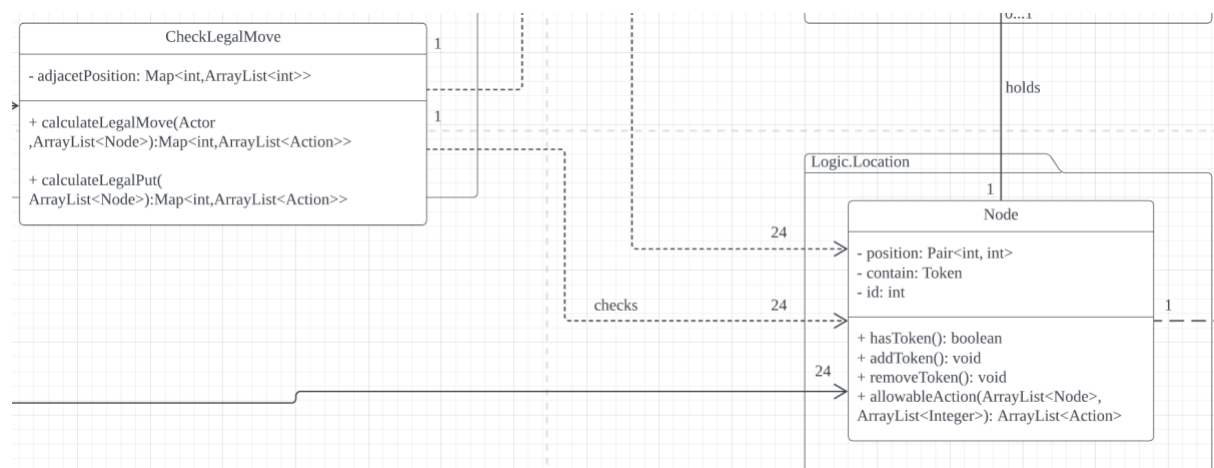 CheckLegalMove
- adjacetPosition: Map<int,ArrayList<int>>
+ calculateLegalMove(Actor
,ArrayList<Node>):Map<int,ArrayList<Action>>
+ calculateLegalPut(
ArrayList<Node>):Map<int,ArrayList<Action>>
1
1
0...1
holds
Logic.Location
1
Node
- position: Pair<int, int>
- contain: Token
- id: int
+ hasToken(): boolean
+ addToken(): void
+ removeToken(): void
+ allowableAction(ArrayList<Node>,
ArrayList<Integer>): ArrayList<Action>
24
checks
24
24
1